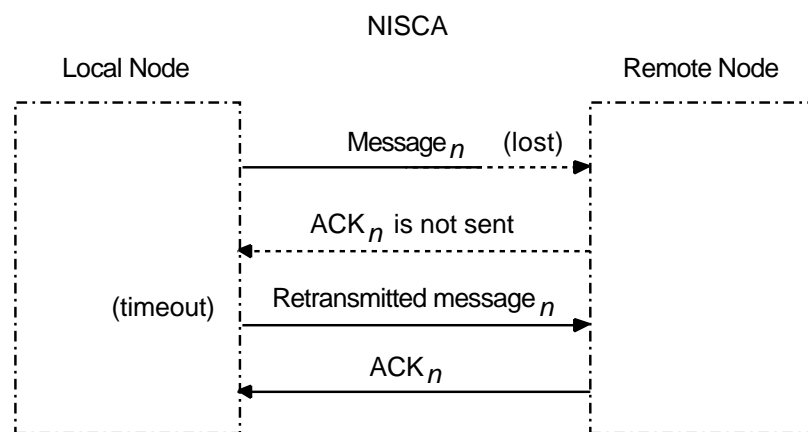 NISCA
Local Node Remote Node
Message n (lost)
ACK n is not sent
(timeout) Retransmitted message n
ACK n